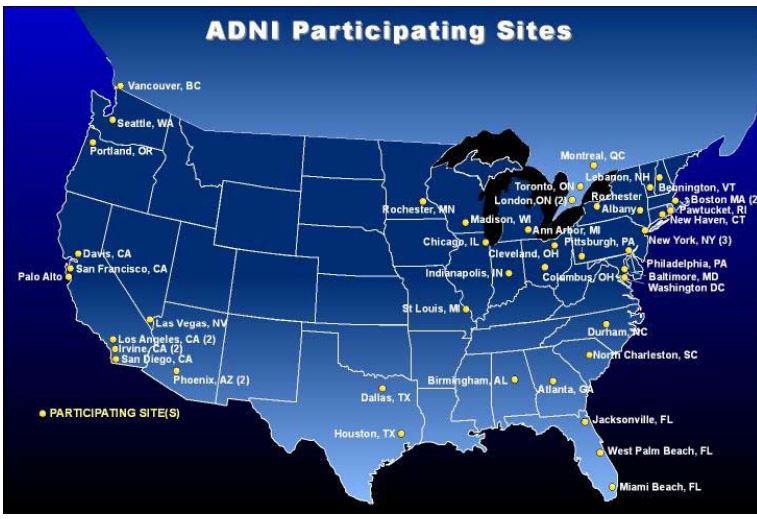 ADNI Participating Sites
Vancouver, BC
Seattle, WA
Portland, OR
Montreal, QC
Lebanon, NH
Toronto, ON
Bennington, VT
London,ON (2)
Rochester
Boston MA (2
Rochester, MN
Albany
Pawtucket, RI
Madison, WI
New Haven, CT
Ann Arbor, MI
Chicago, IL
Pittsburgh, PA
New York, NY (3)
Cleveland, OH
Davis, CA
San Francisco, CA
Palo Alto
Indianapolis, IN
Columbus, OH
Philadelphia, PA
Baltimore, MD
Washington DC
St Louis, MI
Las Vegas, NV
Durham, NC
Los Angeles, CA (2)
Irvine, CA (2)
San Diego, CA
North Charleston, SC
Phoenix, AZ (2)
Birmingham, AL
Atlanta, GA
Dallas, TX
PARTICIPATING SITE(S)
Jacksonville, FL
Houston, TX
West Palm Beach, FL
Miami Beach, FL